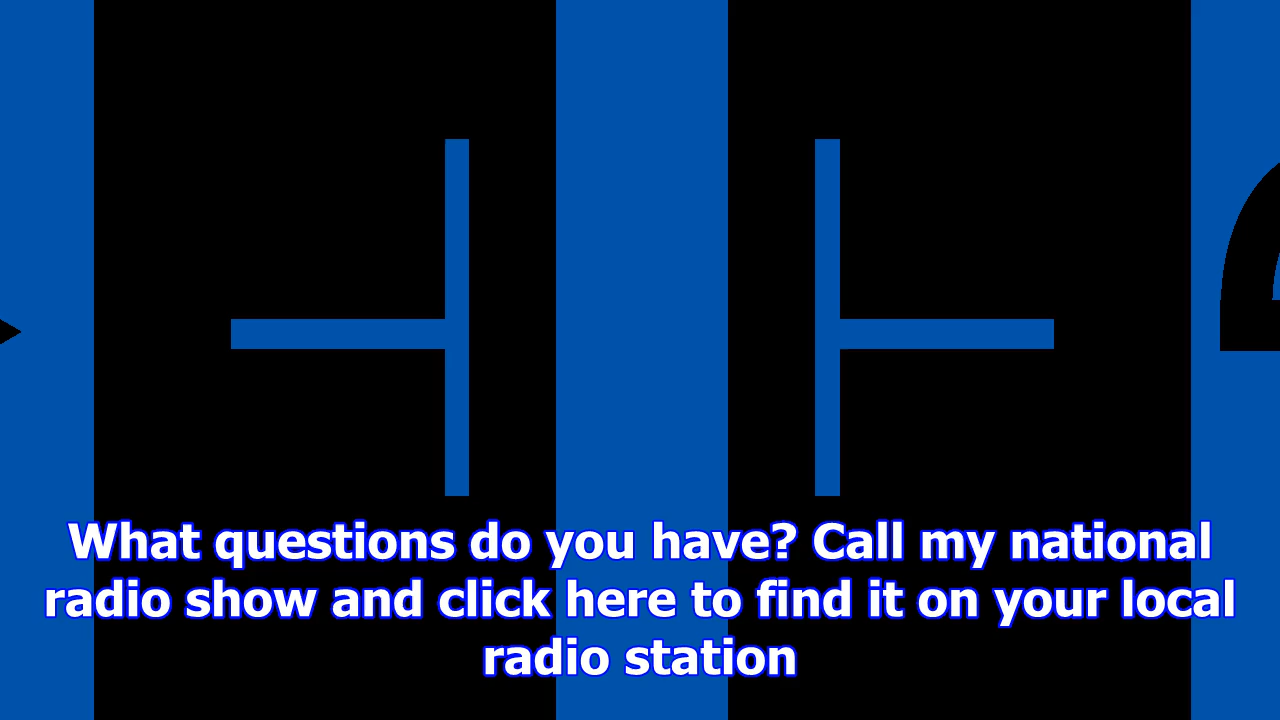 What questions do you have? Call my national
radio show and click here to find it on your local
radio station